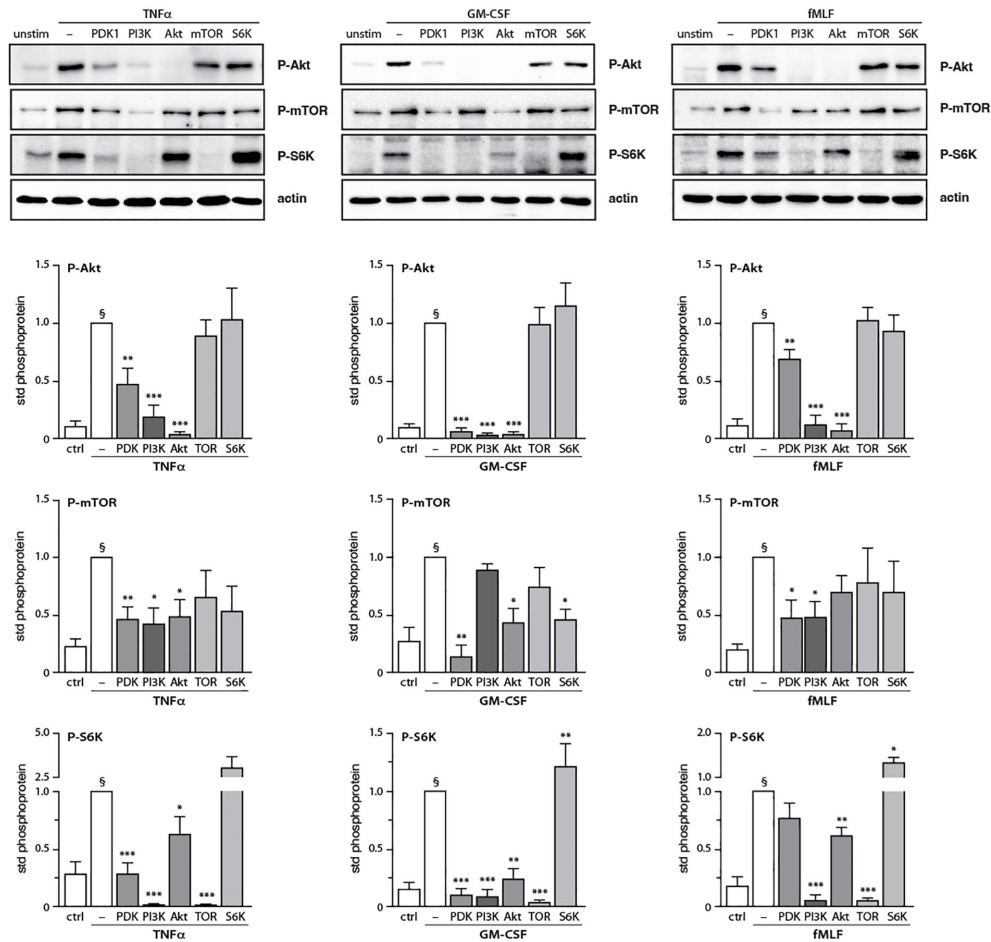 TNFα
unstim – PDK1 PI3K Akt mTOR S6K
P-Akt
P-mTOR
P-S6K
actin
GM-CSF
unstim – PDK1 PI3K Akt mTOR S6K
P-Akt
P-mTOR
P-S6K
actin
fMLF
unstim – PDK1 PI3K Akt mTOR S6K
P-Akt
P-mTOR
P-S6K
actin
P-Akt
std phosphoprotein
1.5
1.0
0.5
0
§ ** *** ***
ctrl – PDK PI3K Akt TOR S6K
TNFα
P-Akt
std phosphoprotein
1.5
1.0
0.5
0
§ *** *** ***
ctrl – PDK PI3K Akt TOR S6K
GM-CSF
P-Akt
std phosphoprotein
1.5
1.0
0.5
0
§ ** *** ***
ctrl – PDK PI3K Akt TOR S6K
fMLF
P-mTOR
std phosphoprotein
1.5
1.0
0.5
0
§ ** * *
ctrl – PDK PI3K Akt TOR S6K
TNFα
P-mTOR
std phosphoprotein
1.5
1.0
0.5
0
§ ** * *
ctrl – PDK PI3K Akt TOR S6K
GM-CSF
P-mTOR
std phosphoprotein
1.5
1.0
0.5
0
§ * *
ctrl – PDK PI3K Akt TOR S6K
fMLF
P-S6K
std phosphoprotein
5.0
2.5
1.0
0.5
0
§ *** *** * ***
ctrl – PDK PI3K Akt TOR S6K
TNFα
P-S6K
std phosphoprotein
1.5
1.0
0.5
0
§ *** *** ** *** **
ctrl – PDK PI3K Akt TOR S6K
GM-CSF
P-S6K
std phosphoprotein
2.0
1.0
1.0
0.5
0
§ *** ** *** *
ctrl – PDK PI3K Akt TOR S6K
fMLF